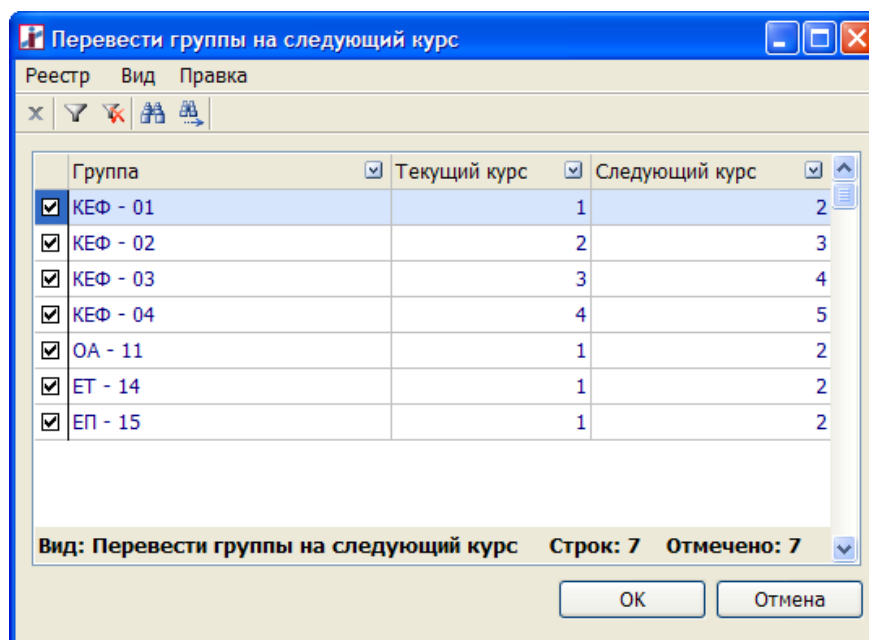 Перевести группы на следующий курс
Реестр Вид Правка
Группа Текущий курс Следующий курс
КЕФ - 01 1 2
КЕФ - 02 2 3
КЕФ - 03 3 4
КЕФ - 04 4 5
ОА - 11 1 2
ЕТ - 14 1 2
ЕП - 15 1 2
Вид: Перевести группы на следующий курс Строк: 7 Отмечено: 7
ОК Отмена